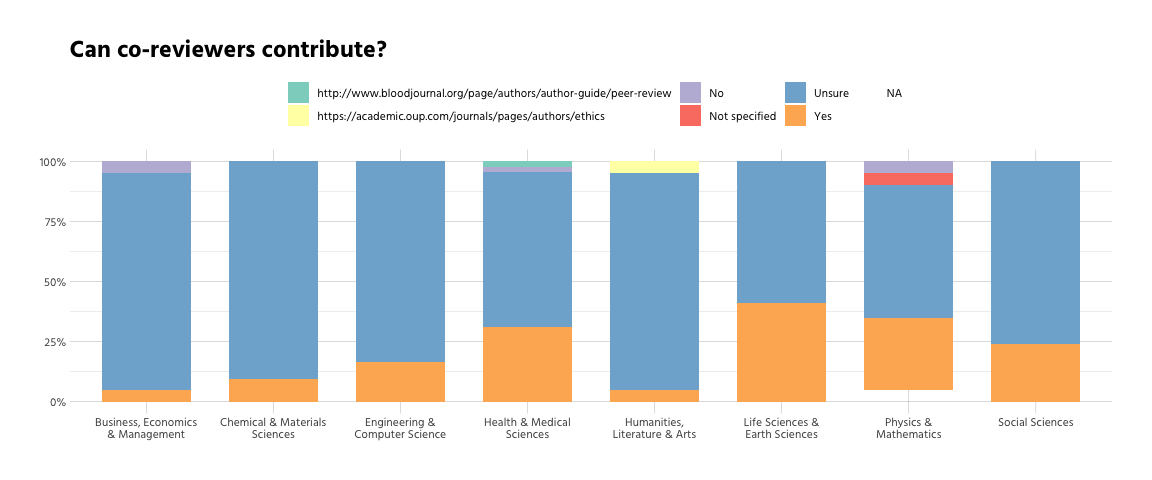 Can co-reviewers contribute?
http://www.bloodjournal.org/page/authors/author-guide/peer-review No Unsure NA
https://academic.oup.com/journals/pages/authors/ethics Not specified Yes
100%
75%
50%
25%
0%
Business, Economics Chemical & Materials Engineering & Health & Medical Humanities, Life Sciences & Physics & Social Sciences
& Management Sciences Computer Science Sciences Literature & Arts Earth Sciences Mathematics